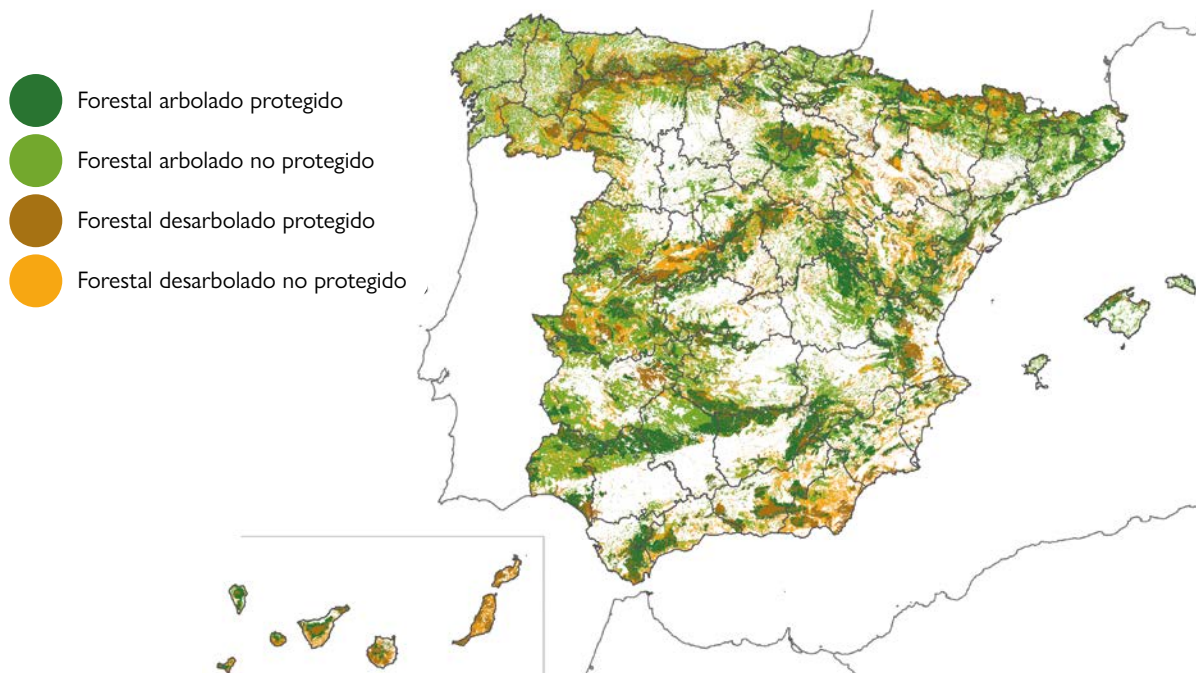 Forestal arbolado protegido
Forestal arbolado no protegido
Forestal desarbolado protegido
Forestal desarbolado no protegido